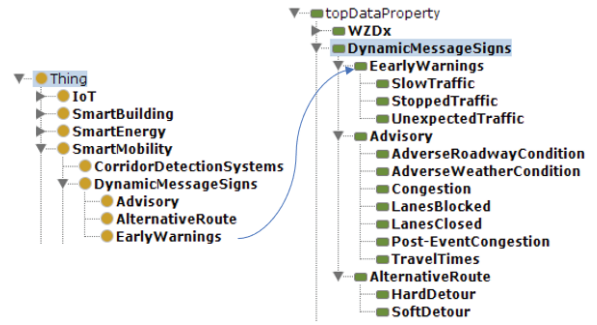 Thing
IoT
SmartBuilding
SmartEnergy
SmartMobility
CorridorDetectionSystems
DynamicMessageSigns
Advisory
AlternativeRoute
EarlyWarnings
topDataProperty
WZDx
DynamicMessageSigns
EearlyWarnings
SlowTraffic
StoppedTraffic
UnexpectedTraffic
Advisory
AdverseRoadwayCondition
AdverseWeatherCondition
Congestion
LanesBlocked
LanesClosed
Post-EventCongestion
TravelTimes
AlternativeRoute
HardDetour
SoftDetour